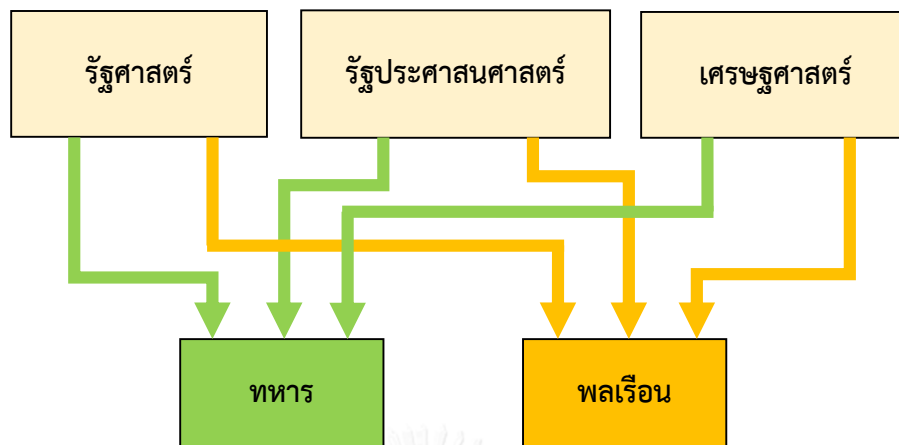 รัฐศาสตร์
รัฐประศาสนศาสตร์
เศรษฐศาสตร์
ทหาร
พลเรือน